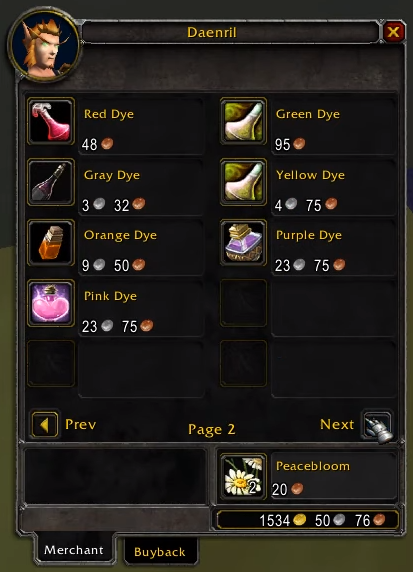 Daenril
Red Dye
48
Green Dye
95
Gray Dye
3 32
Yellow Dye
4 75
Orange Dye
9 50
Purple Dye
23 75
Pink Dye
23 75
Prev
Page 2
Next
2
Peacebloom
20
1534 50 76
Merchant
Buyback